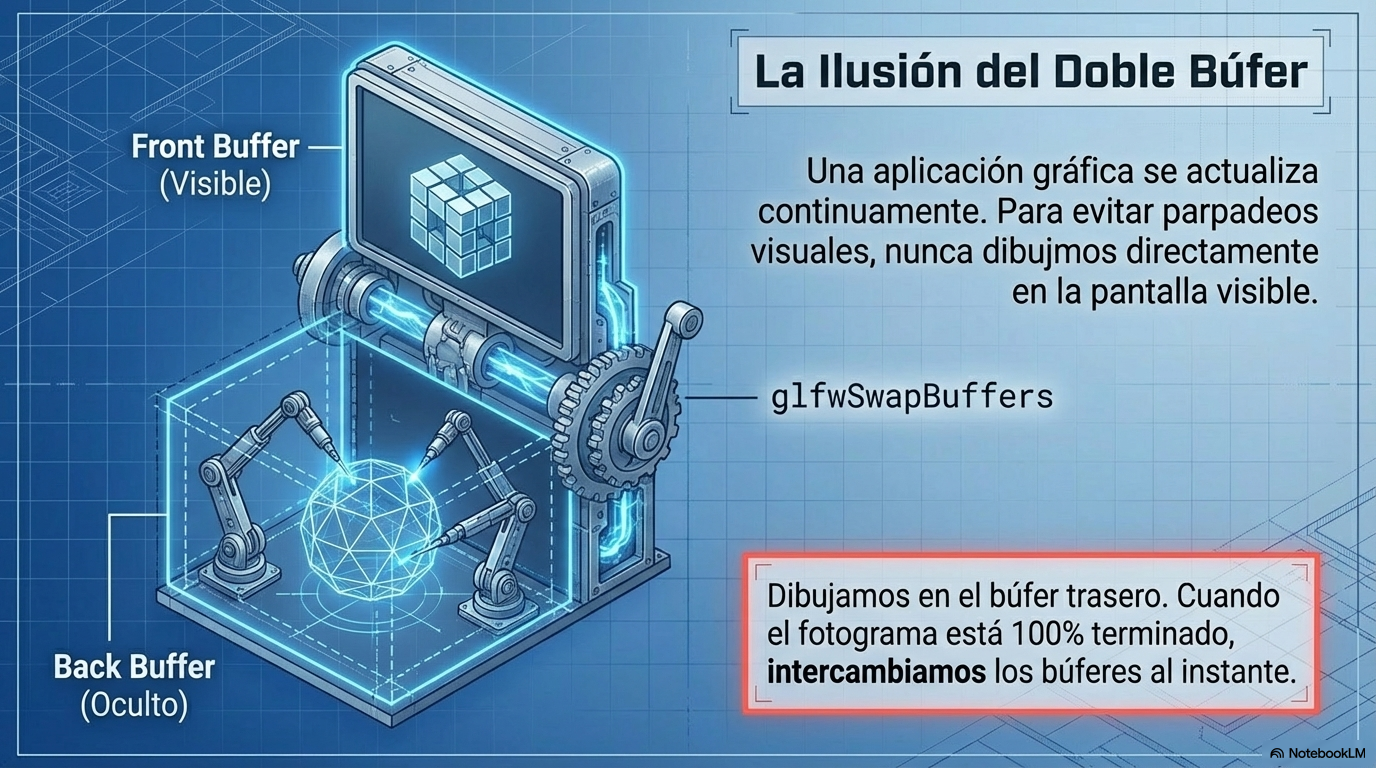 La Ilusión del Doble Búfer
Front Buffer
(Visible)
Una aplicación gráfica se actualiza
continuamente. Para evitar parpadeos
visuales, nunca dibujmos directamente
en la pantalla visible.
glfwSwapBuffers
Back Buffer
(Oculto)
Dibujamos en el búfer trasero. Cuando
el fotograma está 100% terminado,
intercambiamos los búferes al instante.
NotebookLM